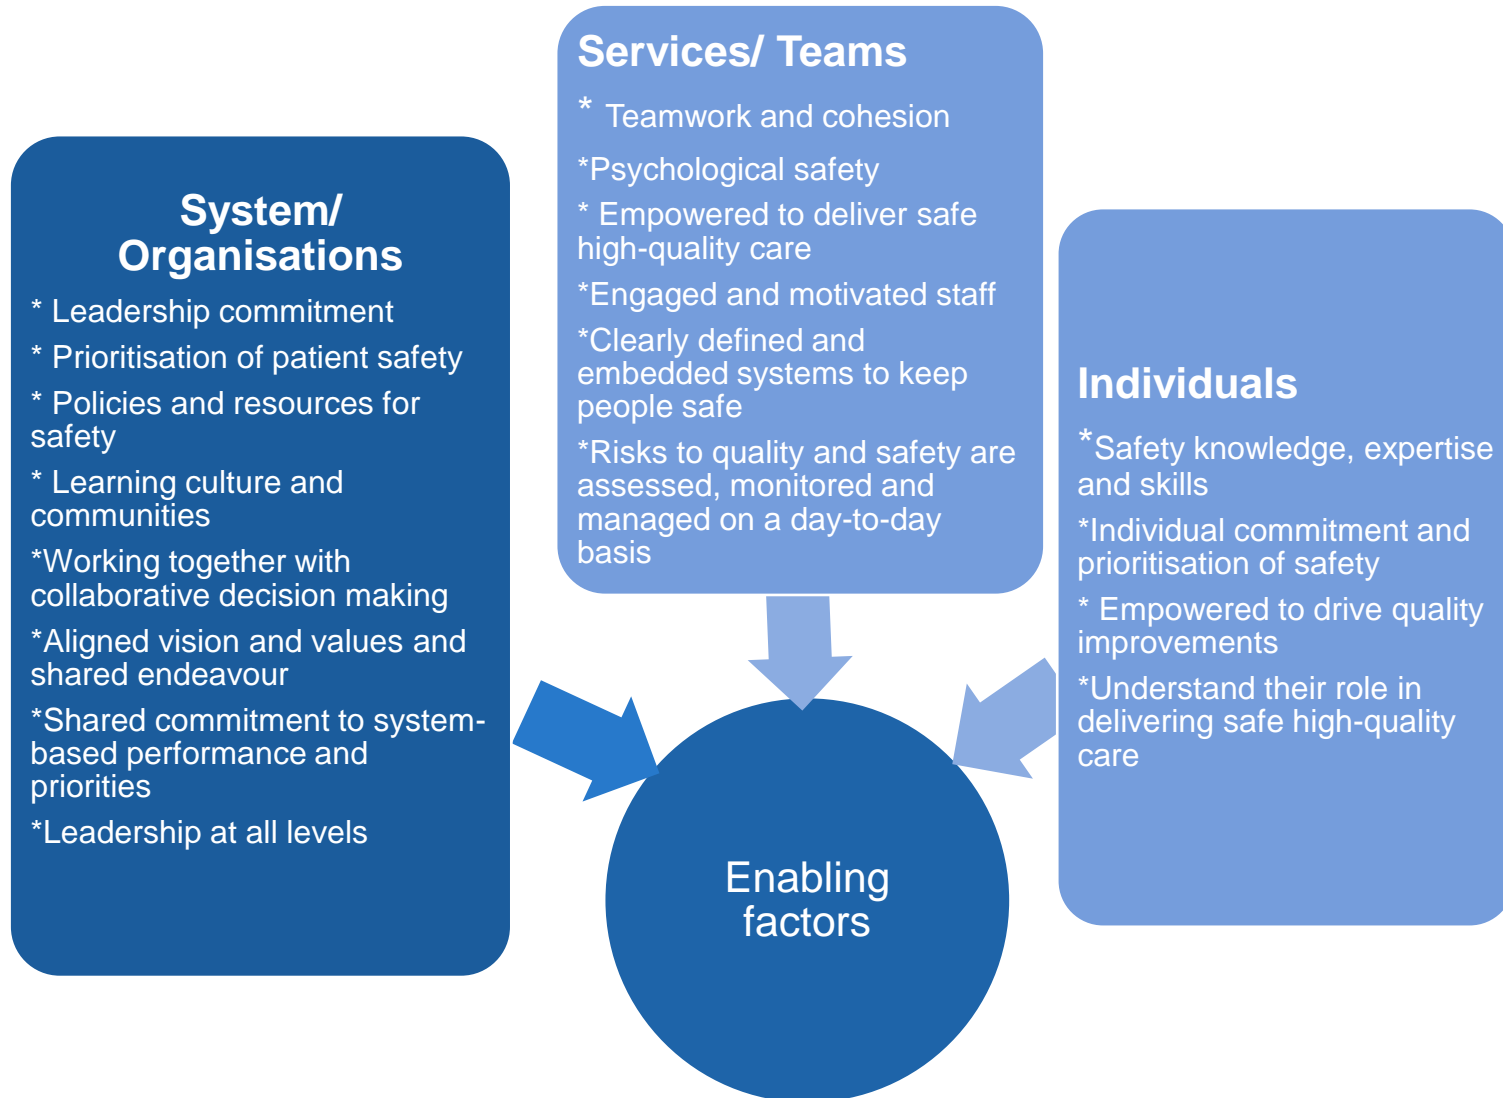 System/
Organisations
* Leadership commitment
* Prioritisation of patient safety
* Policies and resources for
safety
* Learning culture and
communities
*Working together with
collaborative decision making
*Aligned vision and values and
shared endeavour
*Shared commitment to system-
based performance and
priorities
*Leadership at all levels
Services/ Teams
* Teamwork and cohesion
*Psychological safety
* Empowered to deliver safe
high-quality care
*Engaged and motivated staff
*Clearly defined and
embedded systems to keep
people safe
*Risks to quality and safety are
assessed, monitored and
managed on a day-to-day
basis
Individuals
*Safety knowledge, expertise
and skills
*Individual commitment and
prioritisation of safety
* Empowered to drive quality
improvements
*Understand their role in
delivering safe high-quality
care
Enabling
factors